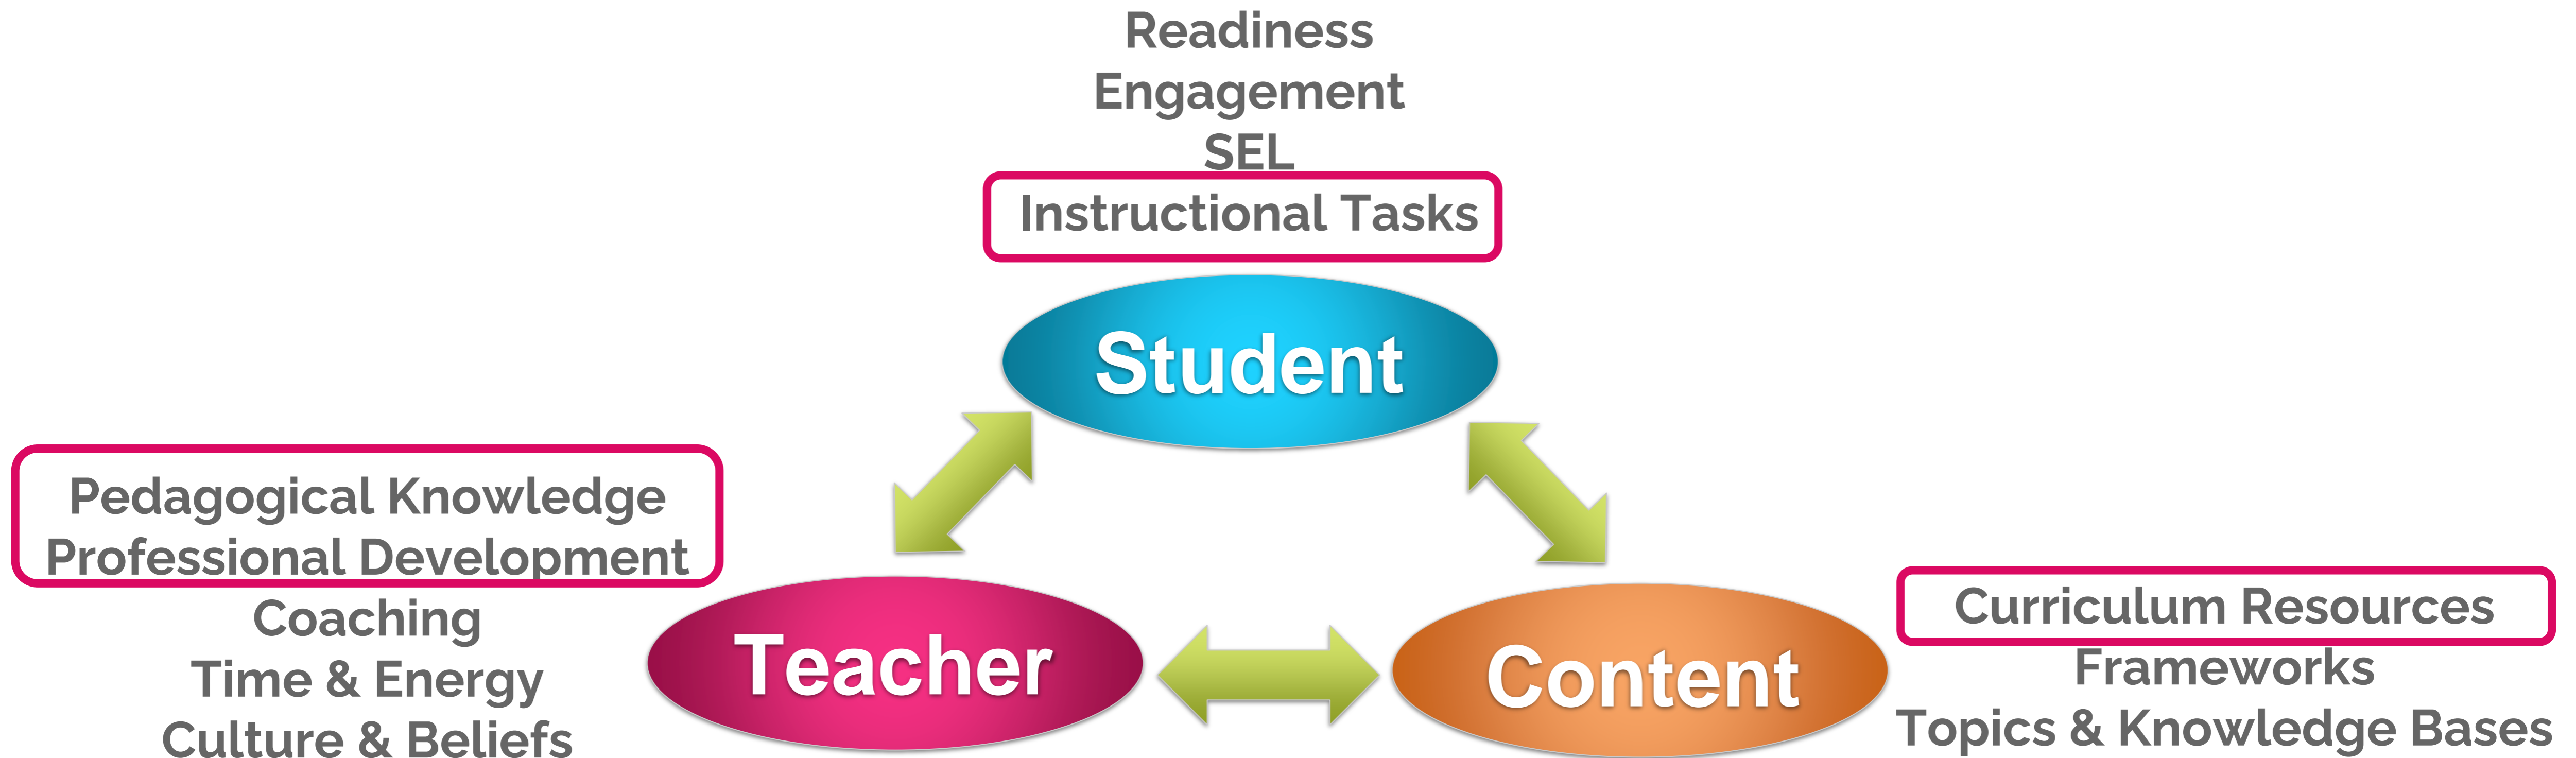 Readiness
Engagement
SEL
Instructional Tasks
Student
Pedagogical Knowledge
Professional Development
Coaching
Time & Energy
Culture & Beliefs
Teacher
Content
Curriculum Resources
Frameworks
Topics & Knowledge Bases